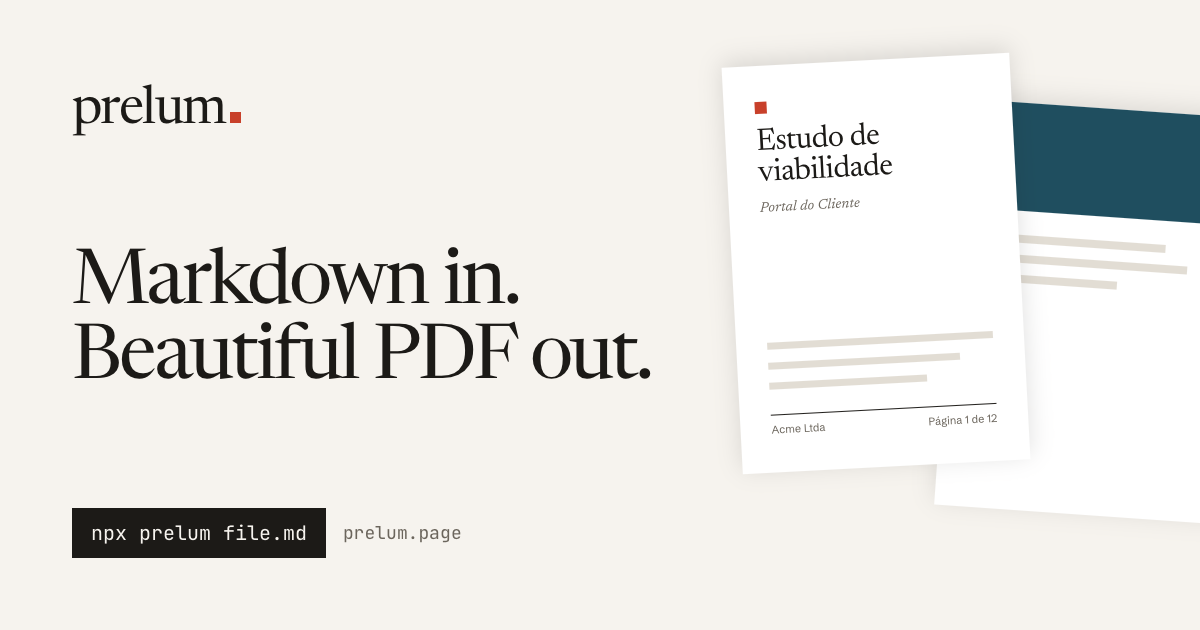 prelum.
Markdown in.
Beautiful PDF out.
npx prelum file.md
prelum.page
Estudo de
viabilidade
Portal do Cliente
Acme Ltda
Página 1 de 12